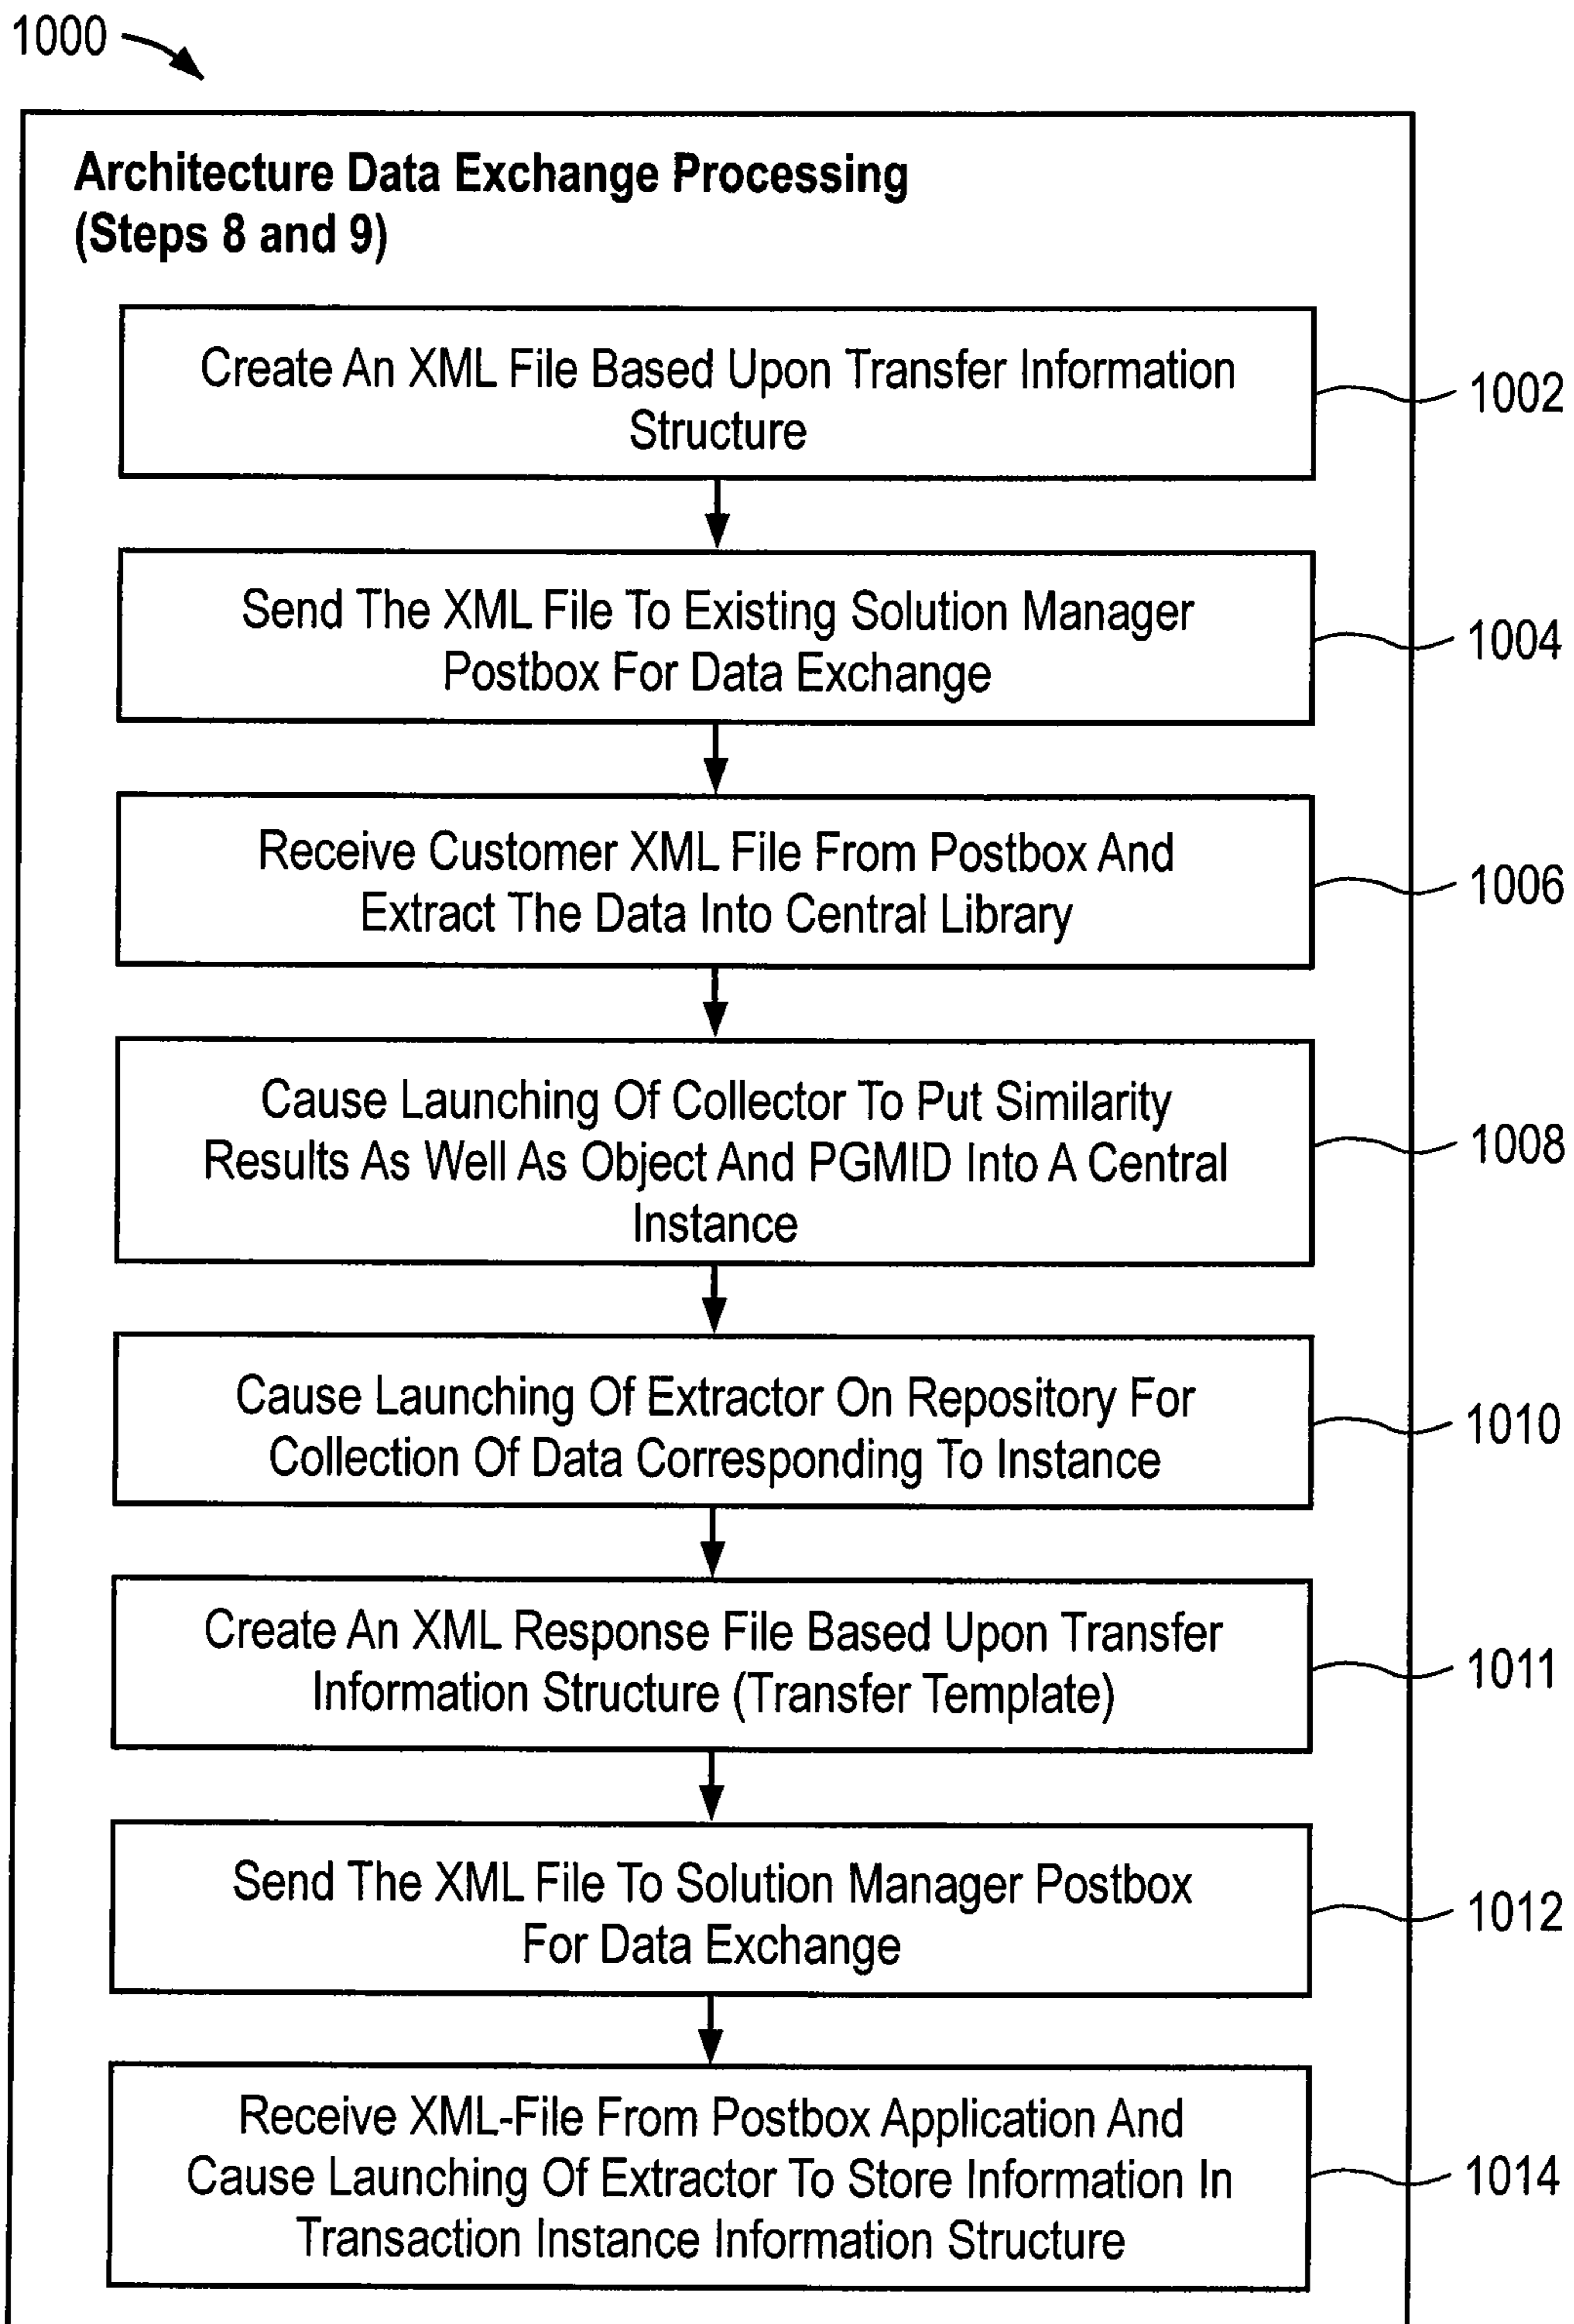 1000
Architecture Data Exchange Processing
(Steps 8 and 9)
Create An XML File Based Upon Transfer Information
Structure
1002
Send The XML File To Existing Solution Manager
Postbox For Data Exchange
1004
Receive Customer XML File From Postbox And
Extract The Data Into Central Library
1006
Cause Launching Of Collector To Put Similarity
Results As Well As Object And PGMID Into A Central
Instance
1008
Cause Launching Of Extractor On Repository For
Collection Of Data Corresponding To Instance
1010
Create An XML Response File Based Upon Transfer
Information Structure (Transfer Template)
1011
Send The XML File To Solution Manager Postbox
For Data Exchange
1012
Receive XML-File From Postbox Application And
Cause Launching Of Extractor To Store Information In
Transaction Instance Information Structure
1014